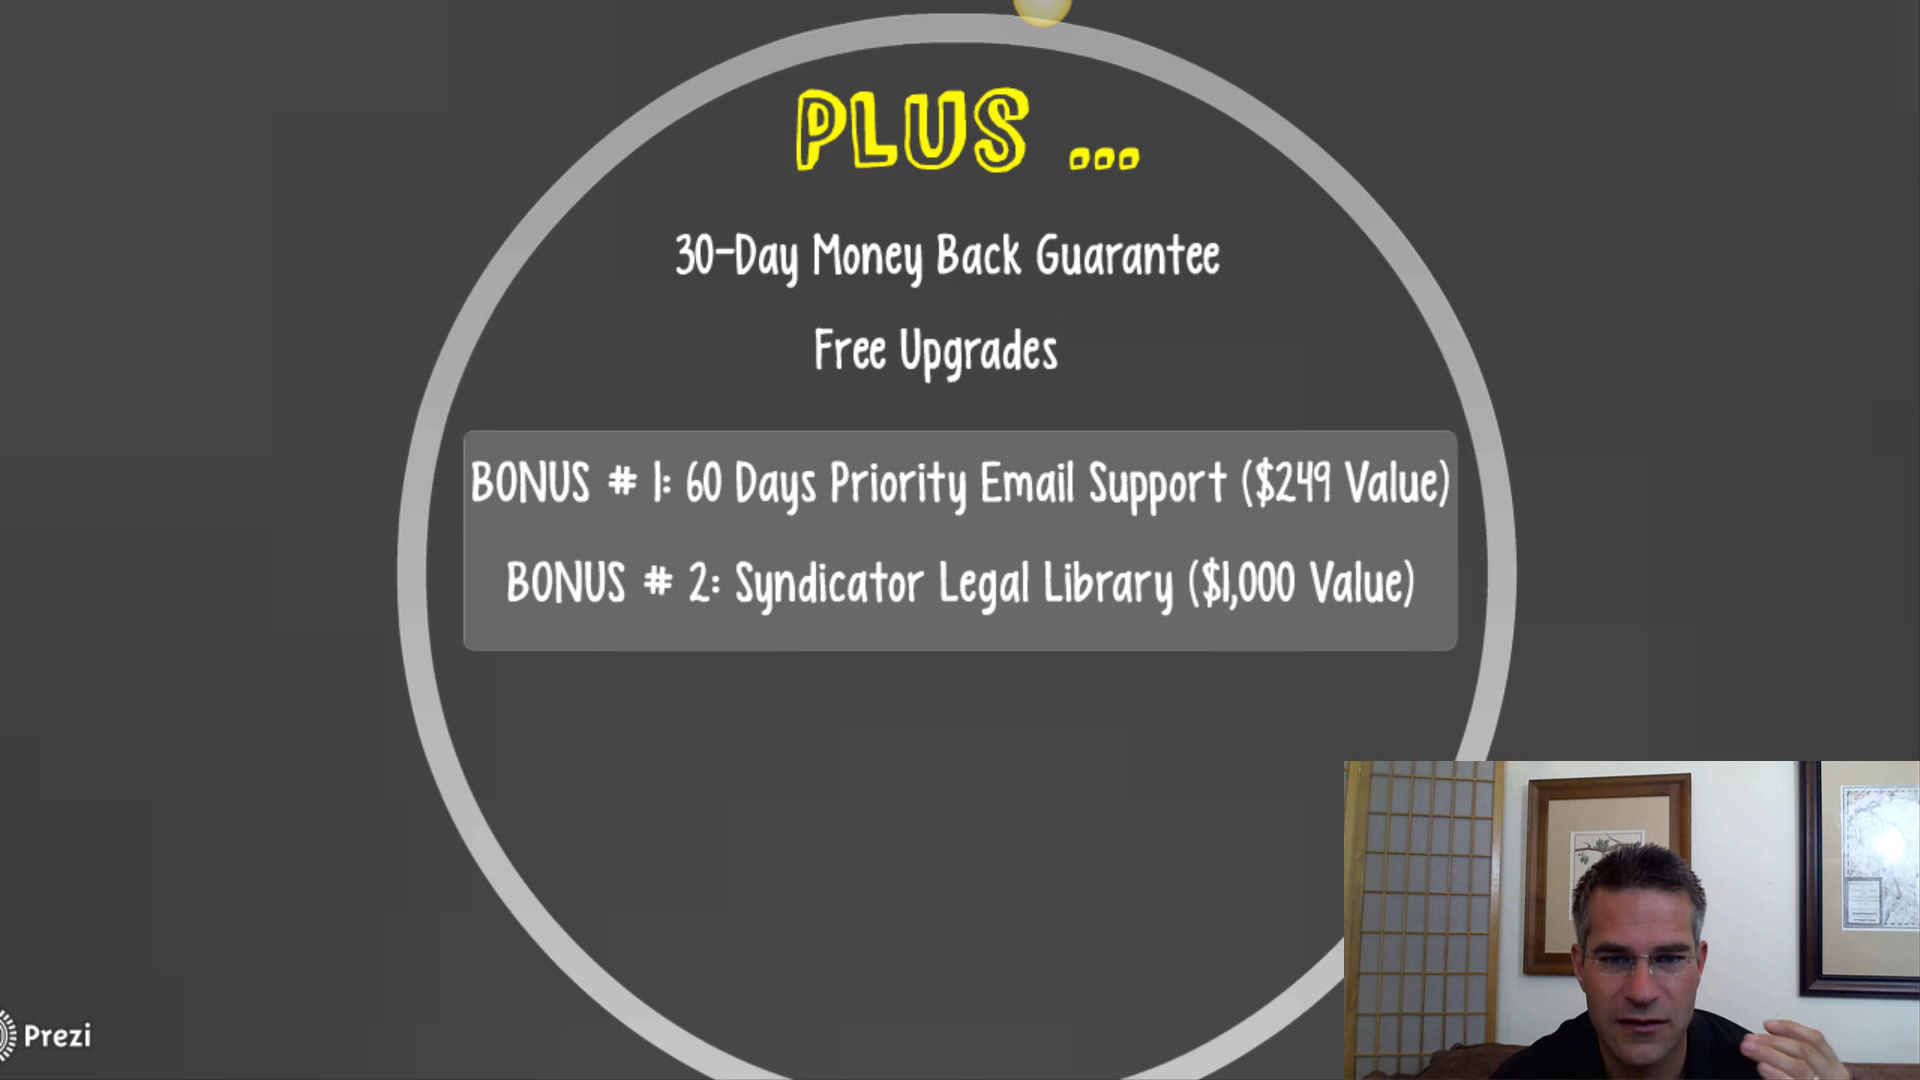 PLUS ...
30-Day Money Back Guarantee
Free Upgrades
BONUS # 1: 60 Days Priority Email Support ($249 Value)
BONUS # 2: Syndicator Legal Library ($1,000 Value)
Prezi